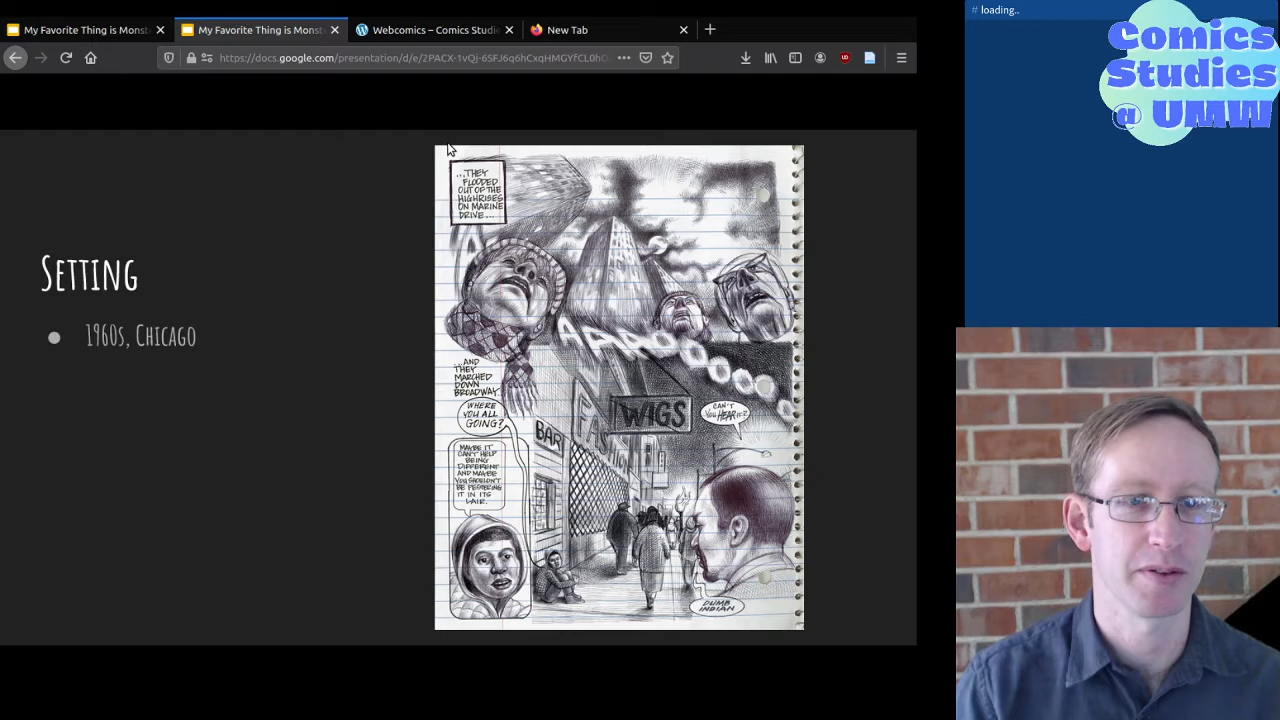 My Favorite Thing is Monst
My Favorite Thing is Monst
Webcomics – Comics Studie
New Tab
https://docs.google.com/presentation/d/e/2PACX-1vQj-6SFJ6q6hCxqHMGYfCL0hC
# loading..
Comics
Studies
@ UMW
Setting
1960s, Chicago
...THEY
FLOODED
OUT OF THE
HIGHRISES
ON MARINE
DRIVE...
AAAAOOOOO
...AND
THEY
MARCHED
DOWN
BROADWAY.
WHERE
YOU ALL
GOING?
MAYBE IT
CAN'T HELP
BEING
DIFFERENT
AND MAYBE
YOU SHOULDN'T
BE PESTERING
IT IN ITS
LAIR.
BAR
FASHION
WIGS
CAN'T
YOU HEAR IT?
DUMB
INDIAN